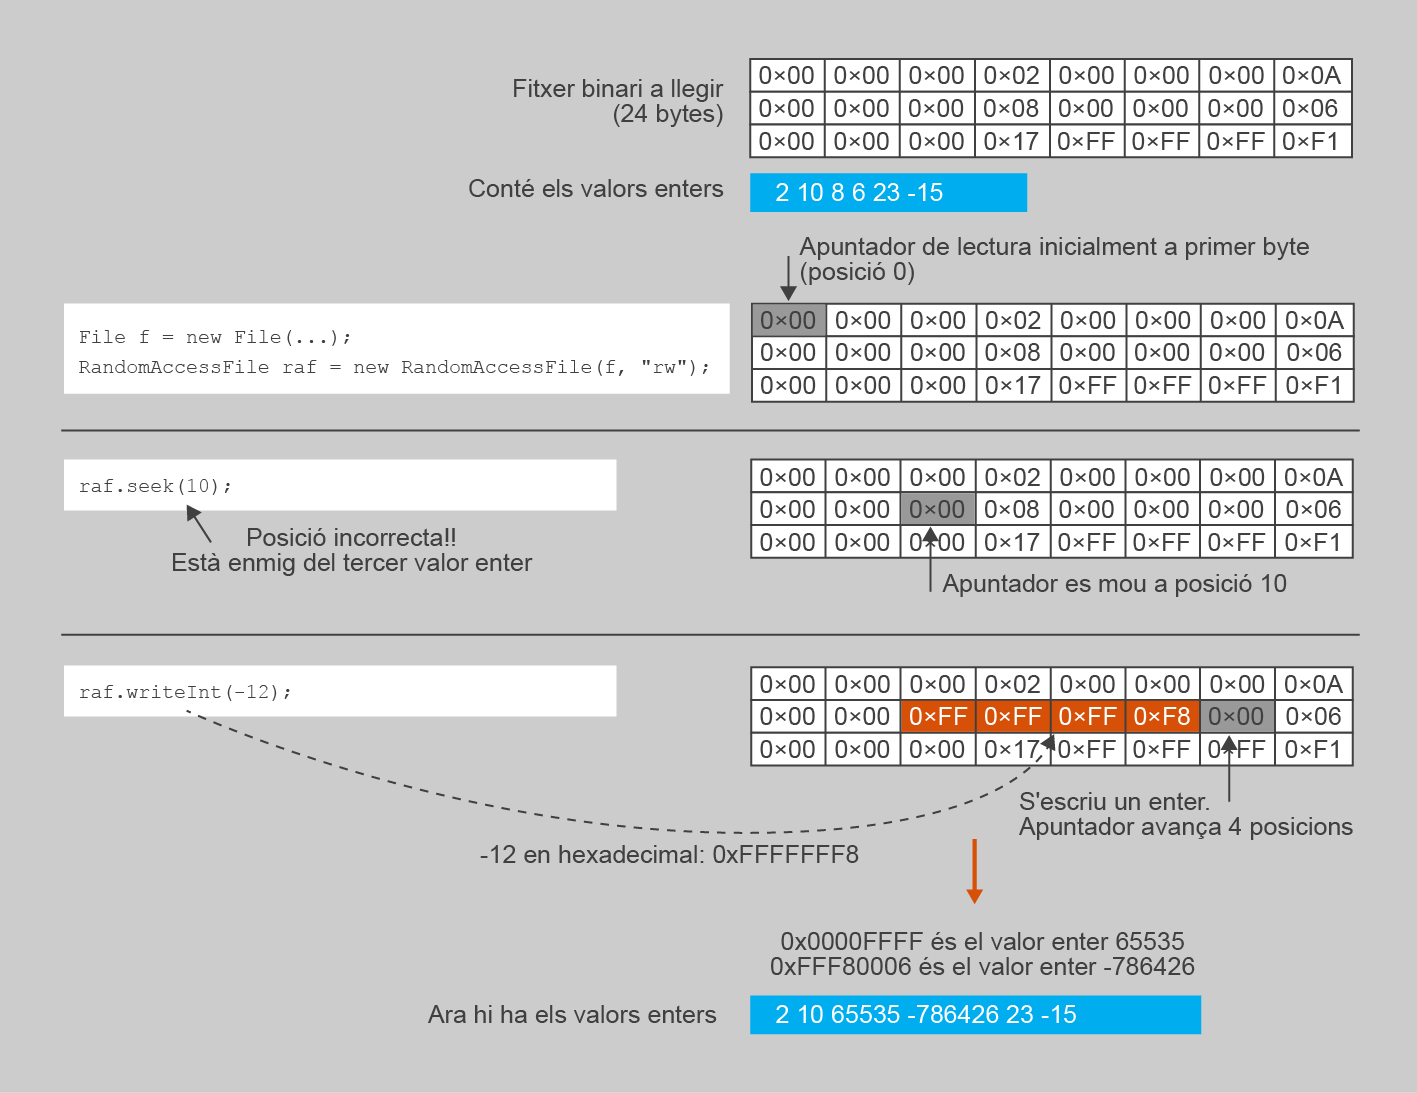 Fitxer binari a llegir
(24 bytes)
0×00 0×00 0×00 0×02 0×00 0×00 0×00 0×0A
0×00 0×00 0×00 0×08 0×00 0×00 0×00 0×06
0×00 0×00 0×00 0×17 0×FF 0×FF 0×FF 0×F1
Conté els valors enters
2 10 8 6 23 -15
Apuntador de lectura inicialment a primer byte
(posició 0)
File f = new File(...);
RandomAccessFile raf = new RandomAccessFile(f, "rw");
0×00 0×00 0×00 0×02 0×00 0×00 0×00 0×0A
0×00 0×00 0×00 0×08 0×00 0×00 0×00 0×06
0×00 0×00 0×00 0×17 0×FF 0×FF 0×FF 0×F1
raf.seek(10);
Posició incorrecta!!
Està enmig del tercer valor enter
0×00 0×00 0×00 0×02 0×00 0×00 0×00 0×0A
0×00 0×00 0×00 0×08 0×00 0×00 0×00 0×06
0×00 0×00 0×00 0×17 0×FF 0×FF 0×FF 0×F1
Apuntador es mou a posició 10
raf.writeInt(-12);
0×00 0×00 0×00 0×02 0×00 0×00 0×00 0×0A
0×00 0×00 0×FF 0×FF 0×FF 0×F8 0×00 0×06
0×00 0×00 0×00 0×17 0×FF 0×FF 0×FF 0×F1
S'escriu un enter.
Apuntador avança 4 posicions
-12 en hexadecimal: 0xFFFFFFF8
0x0000FFFF és el valor enter 65535
0xFFF80006 és el valor enter -786426
Ara hi ha els valors enters
2 10 65535 -786426 23 -15